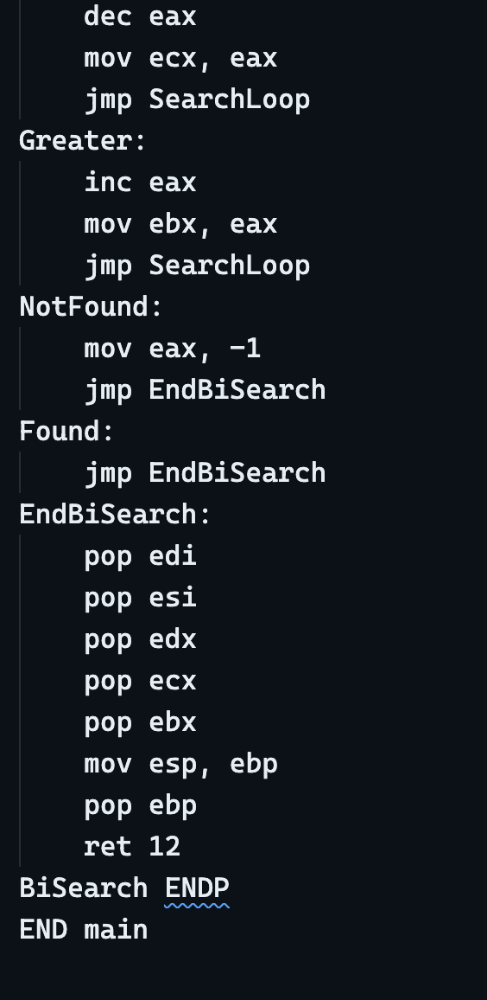 dec eax
mov ecx, eax
jmp SearchLoop
Greater:
inc eax
mov ebx, eax
jmp SearchLoop
NotFound:
mov eax, -1
jmp EndBiSearch
Found:
jmp EndBiSearch
EndBiSearch:
pop edi
pop esi
pop edx
pop ecx
pop ebx
mov esp, ebp
pop ebp
ret 12
BiSearch ENDP
END main